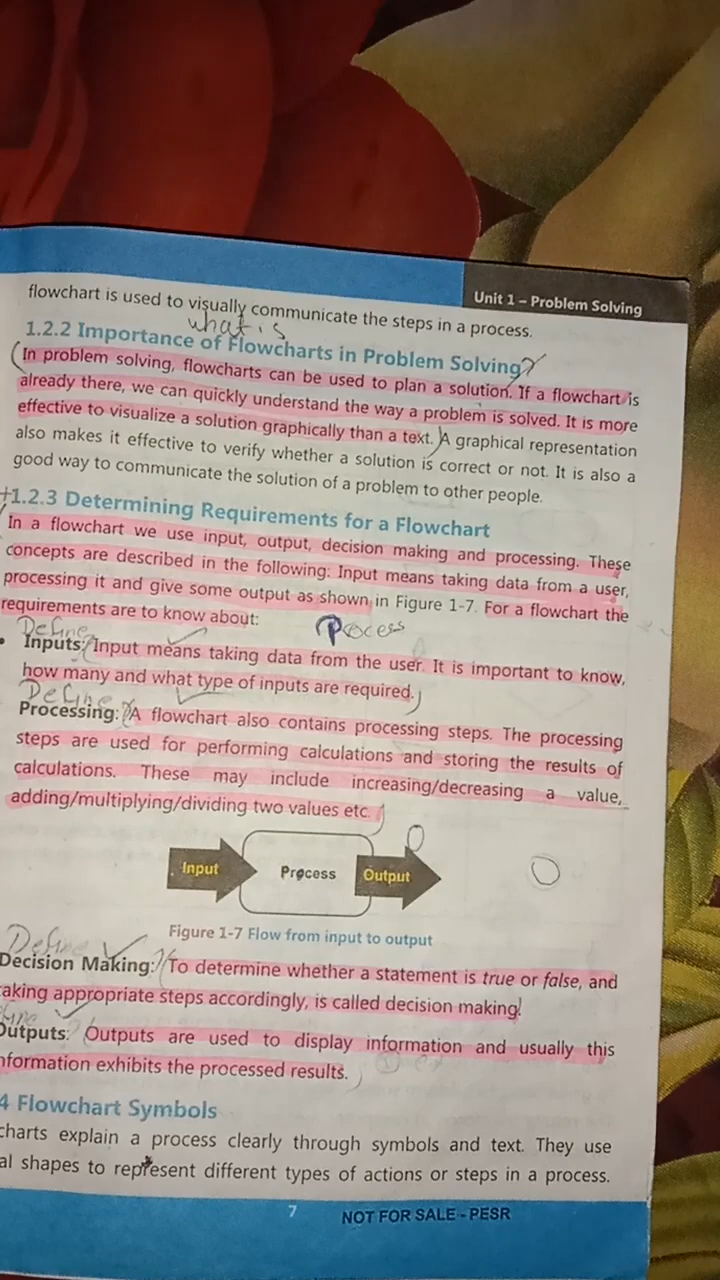 Unit 1 – Problem Solving
flowchart is used to visually communicate the steps in a process.
what is
1.2.2 Importance of Flowcharts in Problem Solving?
(In problem solving, flowcharts can be used to plan a solution. If a flowchart is
already there, we can quickly understand the way a problem is solved. It is more
effective to visualize a solution graphically than a text.) A graphical representation
also makes it effective to verify whether a solution is correct or not. It is also a
good way to communicate the solution of a problem to other people.
1.2.3 Determining Requirements for a Flowchart
In a flowchart we use input, output, decision making and processing. These
concepts are described in the following: Input means taking data from a user,
processing it and give some output as shown in Figure 1-7. For a flowchart the
requirements are to know about:
Process
Define
• Inputs: Input means taking data from the user. It is important to know,
how many and what type of inputs are required.)
Define
Processing: A flowchart also contains processing steps. The processing
steps are used for performing calculations and storing the results of
calculations. These may include increasing/decreasing a value,
adding/multiplying/dividing two values etc.
Input Process Output
Figure 1-7 Flow from input to output
Define
Decision Making: To determine whether a statement is true or false, and
aking appropriate steps accordingly, is called decision making.
Outputs: Outputs are used to display information and usually this
nformation exhibits the processed results.
4 Flowchart Symbols
charts explain a process clearly through symbols and text. They use
al shapes to represent different types of actions or steps in a process.
7 NOT FOR SALE - PESR